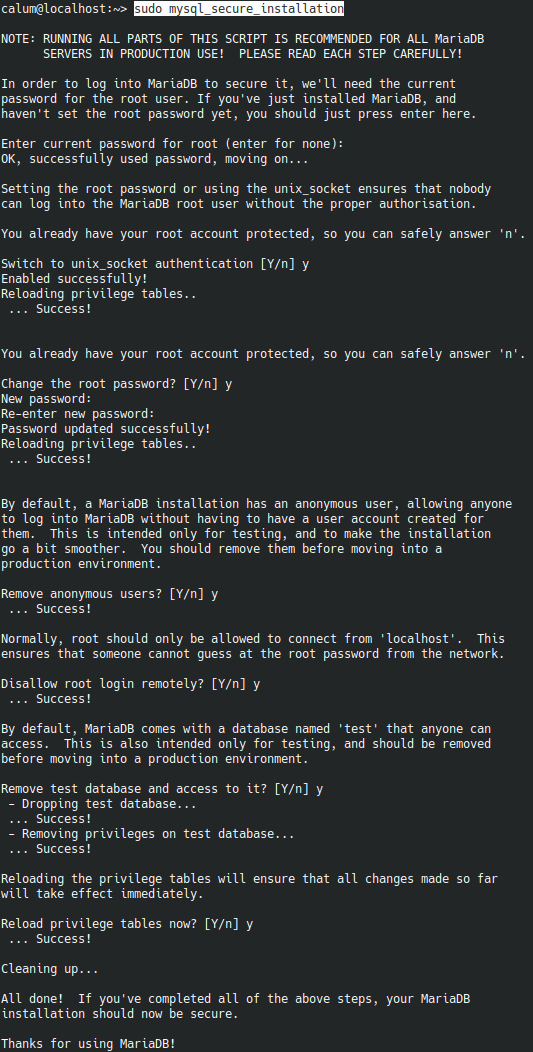 calum@localhost:~> sudo mysql_secure_installation
NOTE: RUNNING ALL PARTS OF THIS SCRIPT IS RECOMMENDED FOR ALL MariaDB
SERVERS IN PRODUCTION USE!  PLEASE READ EACH STEP CAREFULLY!
In order to log into MariaDB to secure it, we'll need the current
password for the root user. If you've just installed MariaDB, and
haven't set the root password yet, you should just press enter here.
Enter current password for root (enter for none):
OK, successfully used password, moving on...
Setting the root password or using the unix_socket ensures that nobody
can log into the MariaDB root user without the proper authorisation.
You already have your root account protected, so you can safely answer 'n'.
Switch to unix_socket authentication [Y/n] y
Enabled successfully!
Reloading privilege tables..
... Success!
You already have your root account protected, so you can safely answer 'n'.
Change the root password? [Y/n] y
New password:
Re-enter new password:
Password updated successfully!
Reloading privilege tables..
... Success!
By default, a MariaDB installation has an anonymous user, allowing anyone
to log into MariaDB without having to have a user account created for
them.  This is intended only for testing, and to make the installation
go a bit smoother.  You should remove them before moving into a
production environment.
Remove anonymous users? [Y/n] y
... Success!
Normally, root should only be allowed to connect from 'localhost'.  This
ensures that someone cannot guess at the root password from the network.
Disallow root login remotely? [Y/n] y
... Success!
By default, MariaDB comes with a database named 'test' that anyone can
access.  This is also intended only for testing, and should be removed
before moving into a production environment.
Remove test database and access to it? [Y/n] y
- Dropping test database...
... Success!
- Removing privileges on test database...
... Success!
Reloading the privilege tables will ensure that all changes made so far
will take effect immediately.
Reload privilege tables now? [Y/n] y
... Success!
Cleaning up...
All done!  If you've completed all of the above steps, your MariaDB
installation should now be secure.
Thanks for using MariaDB!